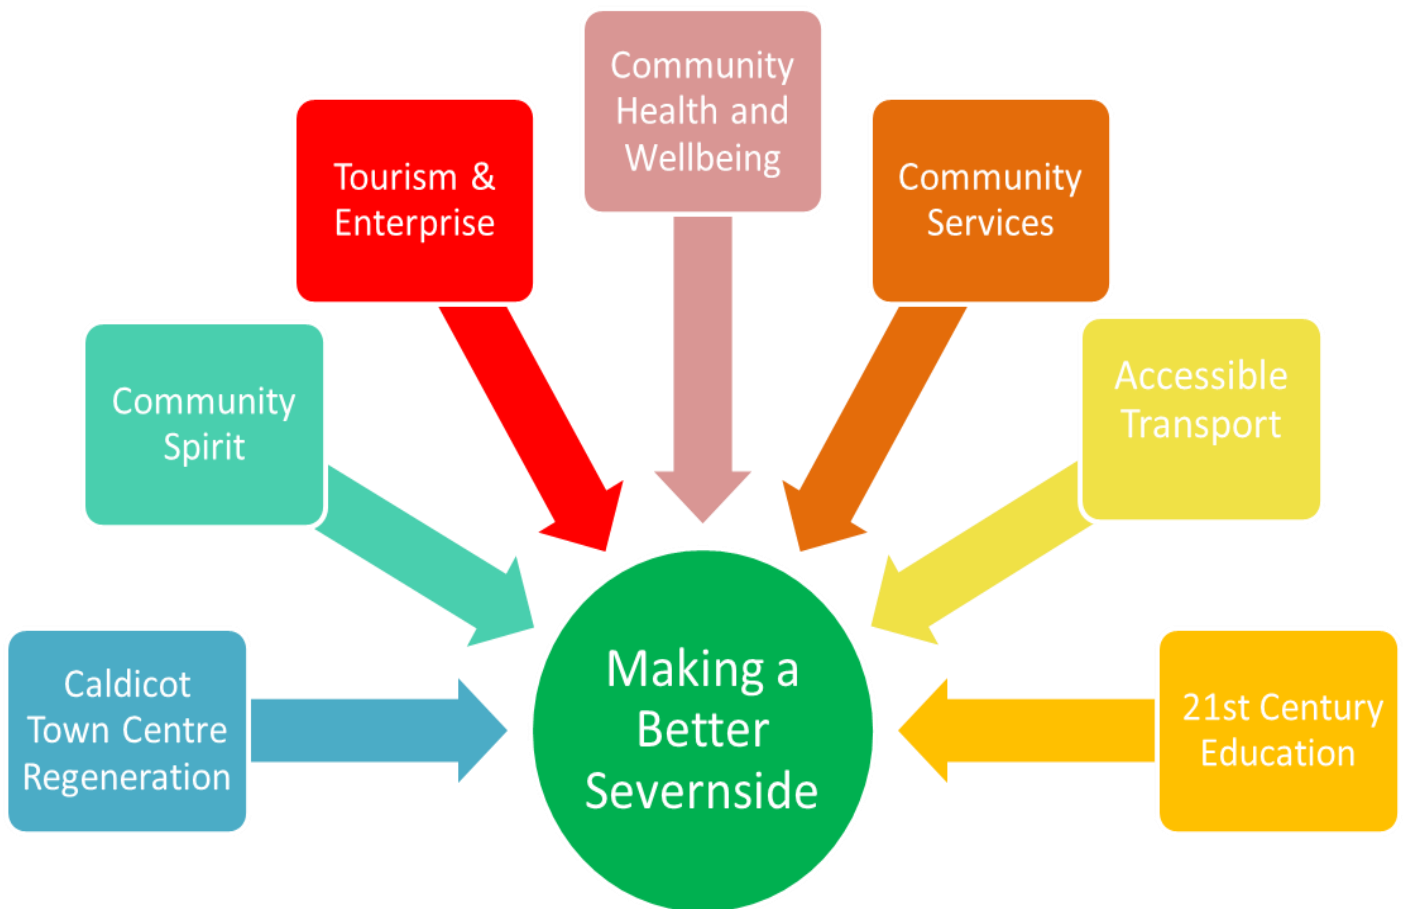 Community
Health and
Wellbeing
Tourism &
Enterprise
Community
Services
Community
Spirit
Accessible
Transport
Caldicot
Town Centre
Regeneration
Making a
Better
Severnside
21st Century
Education